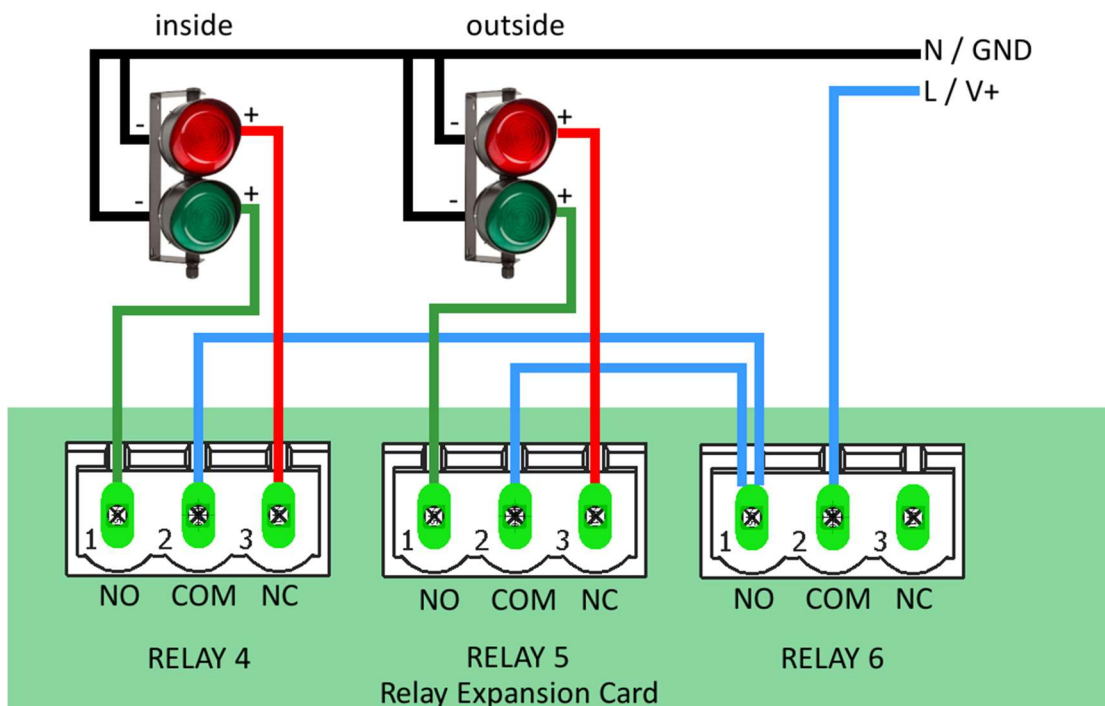 inside outside
N / GND
L / V+
- + - +
- + - +
1 2 3 1 2 3 1 2 3
NO COM NC NO COM NC NO COM NC
RELAY 4 RELAY 5 RELAY 6
Relay Expansion Card